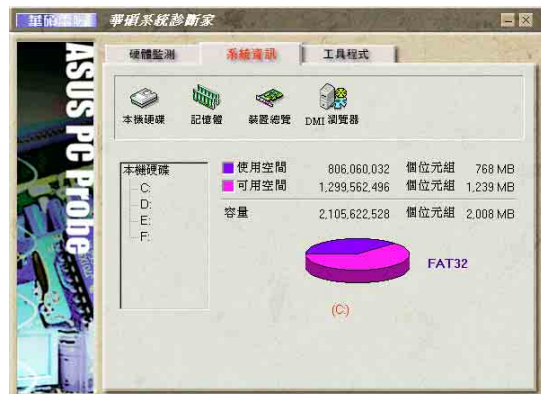 華碩系統診斷家
硬體監測 系統資訊 工具程式
ASUS PC Probe
本機硬碟 記憶體 裝置總覽 DMI 瀏覽器
本機硬碟
C:
D:
E:
F:
使用空間 806,060,032 個位元組 768 MB
可用空間 1,299,562,496 個位元組 1,239 MB
容量 2,105,622,528 個位元組 2,008 MB
FAT32
(C:)